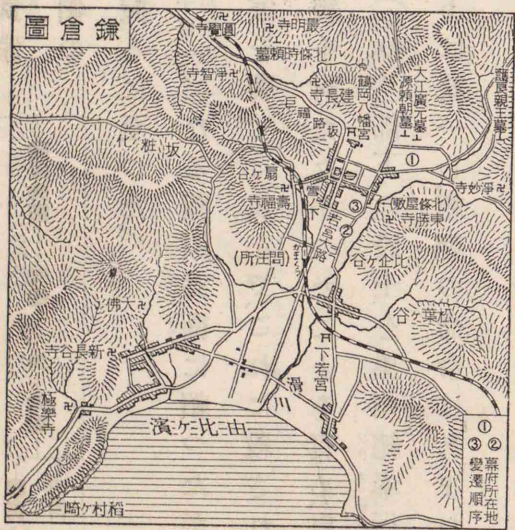 鎌倉圖
圓覺寺
最明寺
北條時頼墓
淨智寺
建長寺
巨福路坂
鶴岡八幡宮
大江廣元墓
源頼朝墓
護良親王墓
①
化粧坂
扇ヶ谷
壽福寺
雪ノ下
③
②
若宮大路
淨妙寺
(北條屋敷)
東勝寺
(問注所)
かまくら
比企ヶ谷
松葉ヶ谷
大佛
新長谷寺
極樂寺
下若宮
滑川
由比ヶ濱
稻村ヶ崎
①②③
幕府所在地
變遷順序